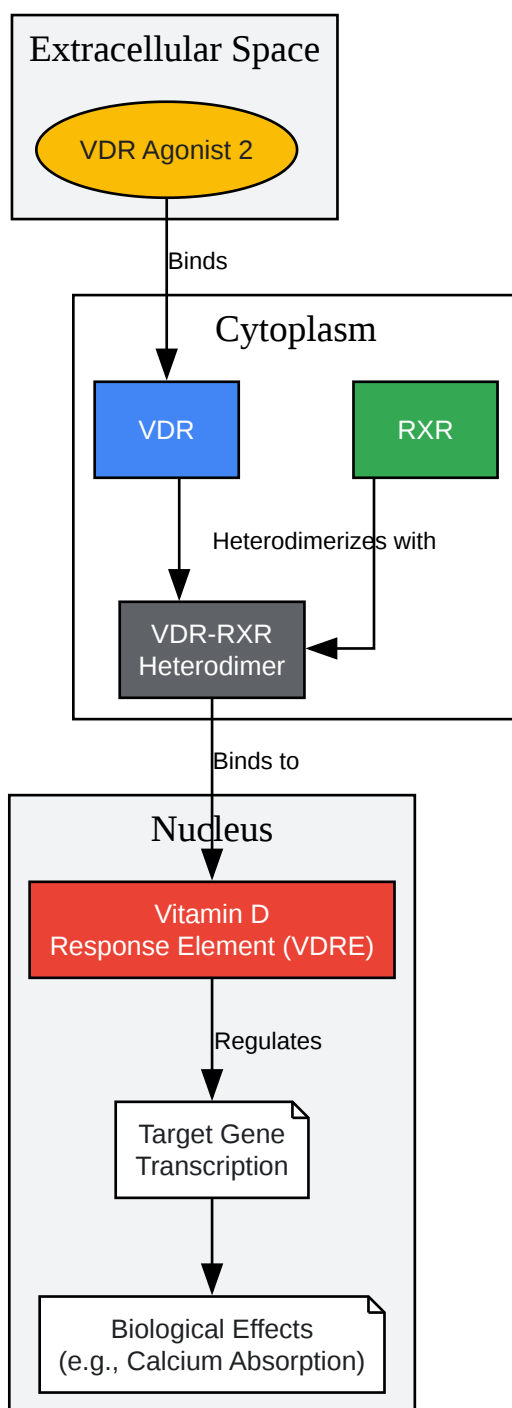 Extracellular Space
VDR Agonist 2
Binds
Cytoplasm
VDR
RXR
Heterodimerizes with
VDR-RXR
Heterodimer
Binds to
Nucleus
Vitamin D
Response Element (VDRE)
Regulates
Target Gene
Transcription
Biological Effects
(e.g., Calcium Absorption)